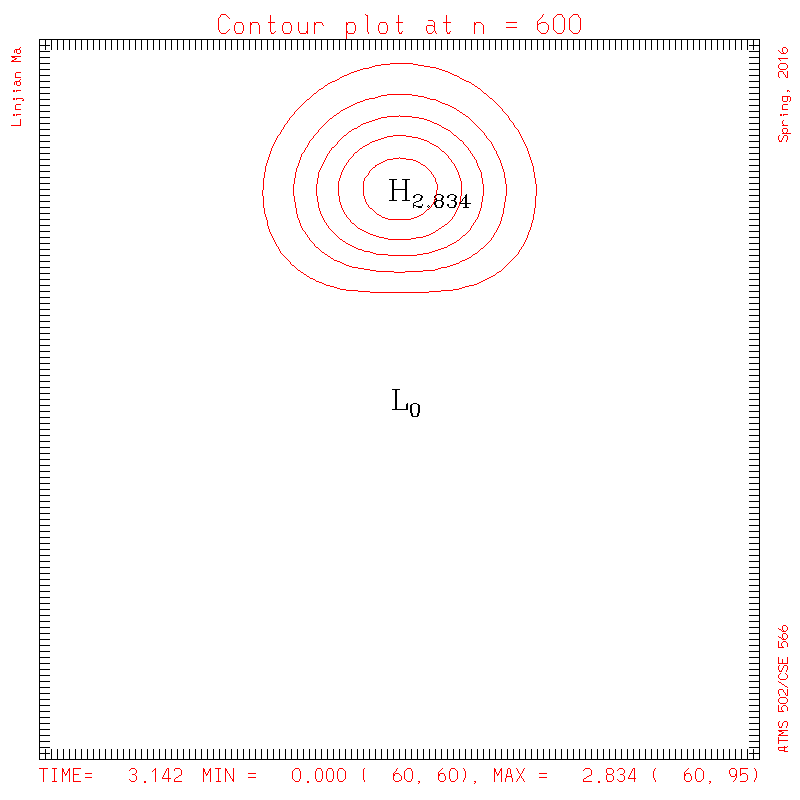 Contour plot at n = 600
Linjian Ma
Spring, 2016
H2.834
L0
ATMS 502/CSE 566
TIME= 3.142 MIN = 0.000 ( 60, 60), MAX = 2.834 ( 60, 95)